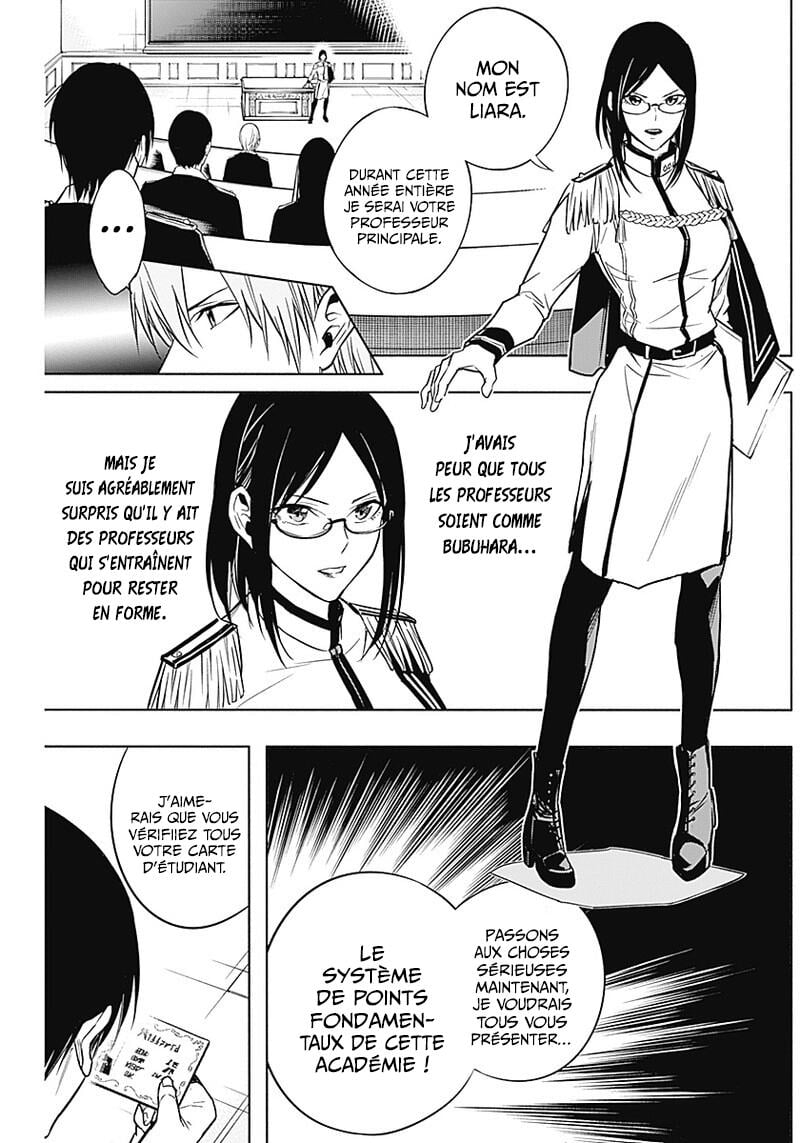 MON
NOM EST
LIARA.
DURANT CETTE
ANNÉE ENTIÈRE
JE SERAI VOTRE
PROFESSEUR
PRINCIPALE.
...
J'AVAIS
PEUR QUE TOUS
LES PROFESSEURS
SOIENT COMME
BUBUHARA...
MAIS JE
SUIS AGRÉABLEMENT
SURPRIS QU'IL Y AIT
DES PROFESSEURS
QUI S'ENTRAÎNENT
POUR RESTER
EN FORME.
J'AIME-
RAIS QUE VOUS
VÉRIFIIEZ TOUS
VOTRE CARTE
D'ÉTUDIANT.
PASSONS
AUX CHOSES
SÉRIEUSES
MAINTENANT,
JE VOUDRAIS
TOUS VOUS
PRÉSENTER...
LE
SYSTÈME
DE POINTS
FONDAMEN-
TAUX DE CETTE
ACADÉMIE !